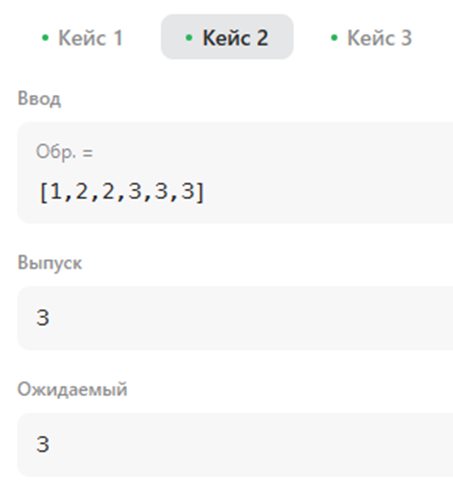 Кейс 1 Кейс 2 Кейс 3
Ввод
Обр. =
[1,2,2,3,3,3]
Выпуск
3
Ожидаемый
3